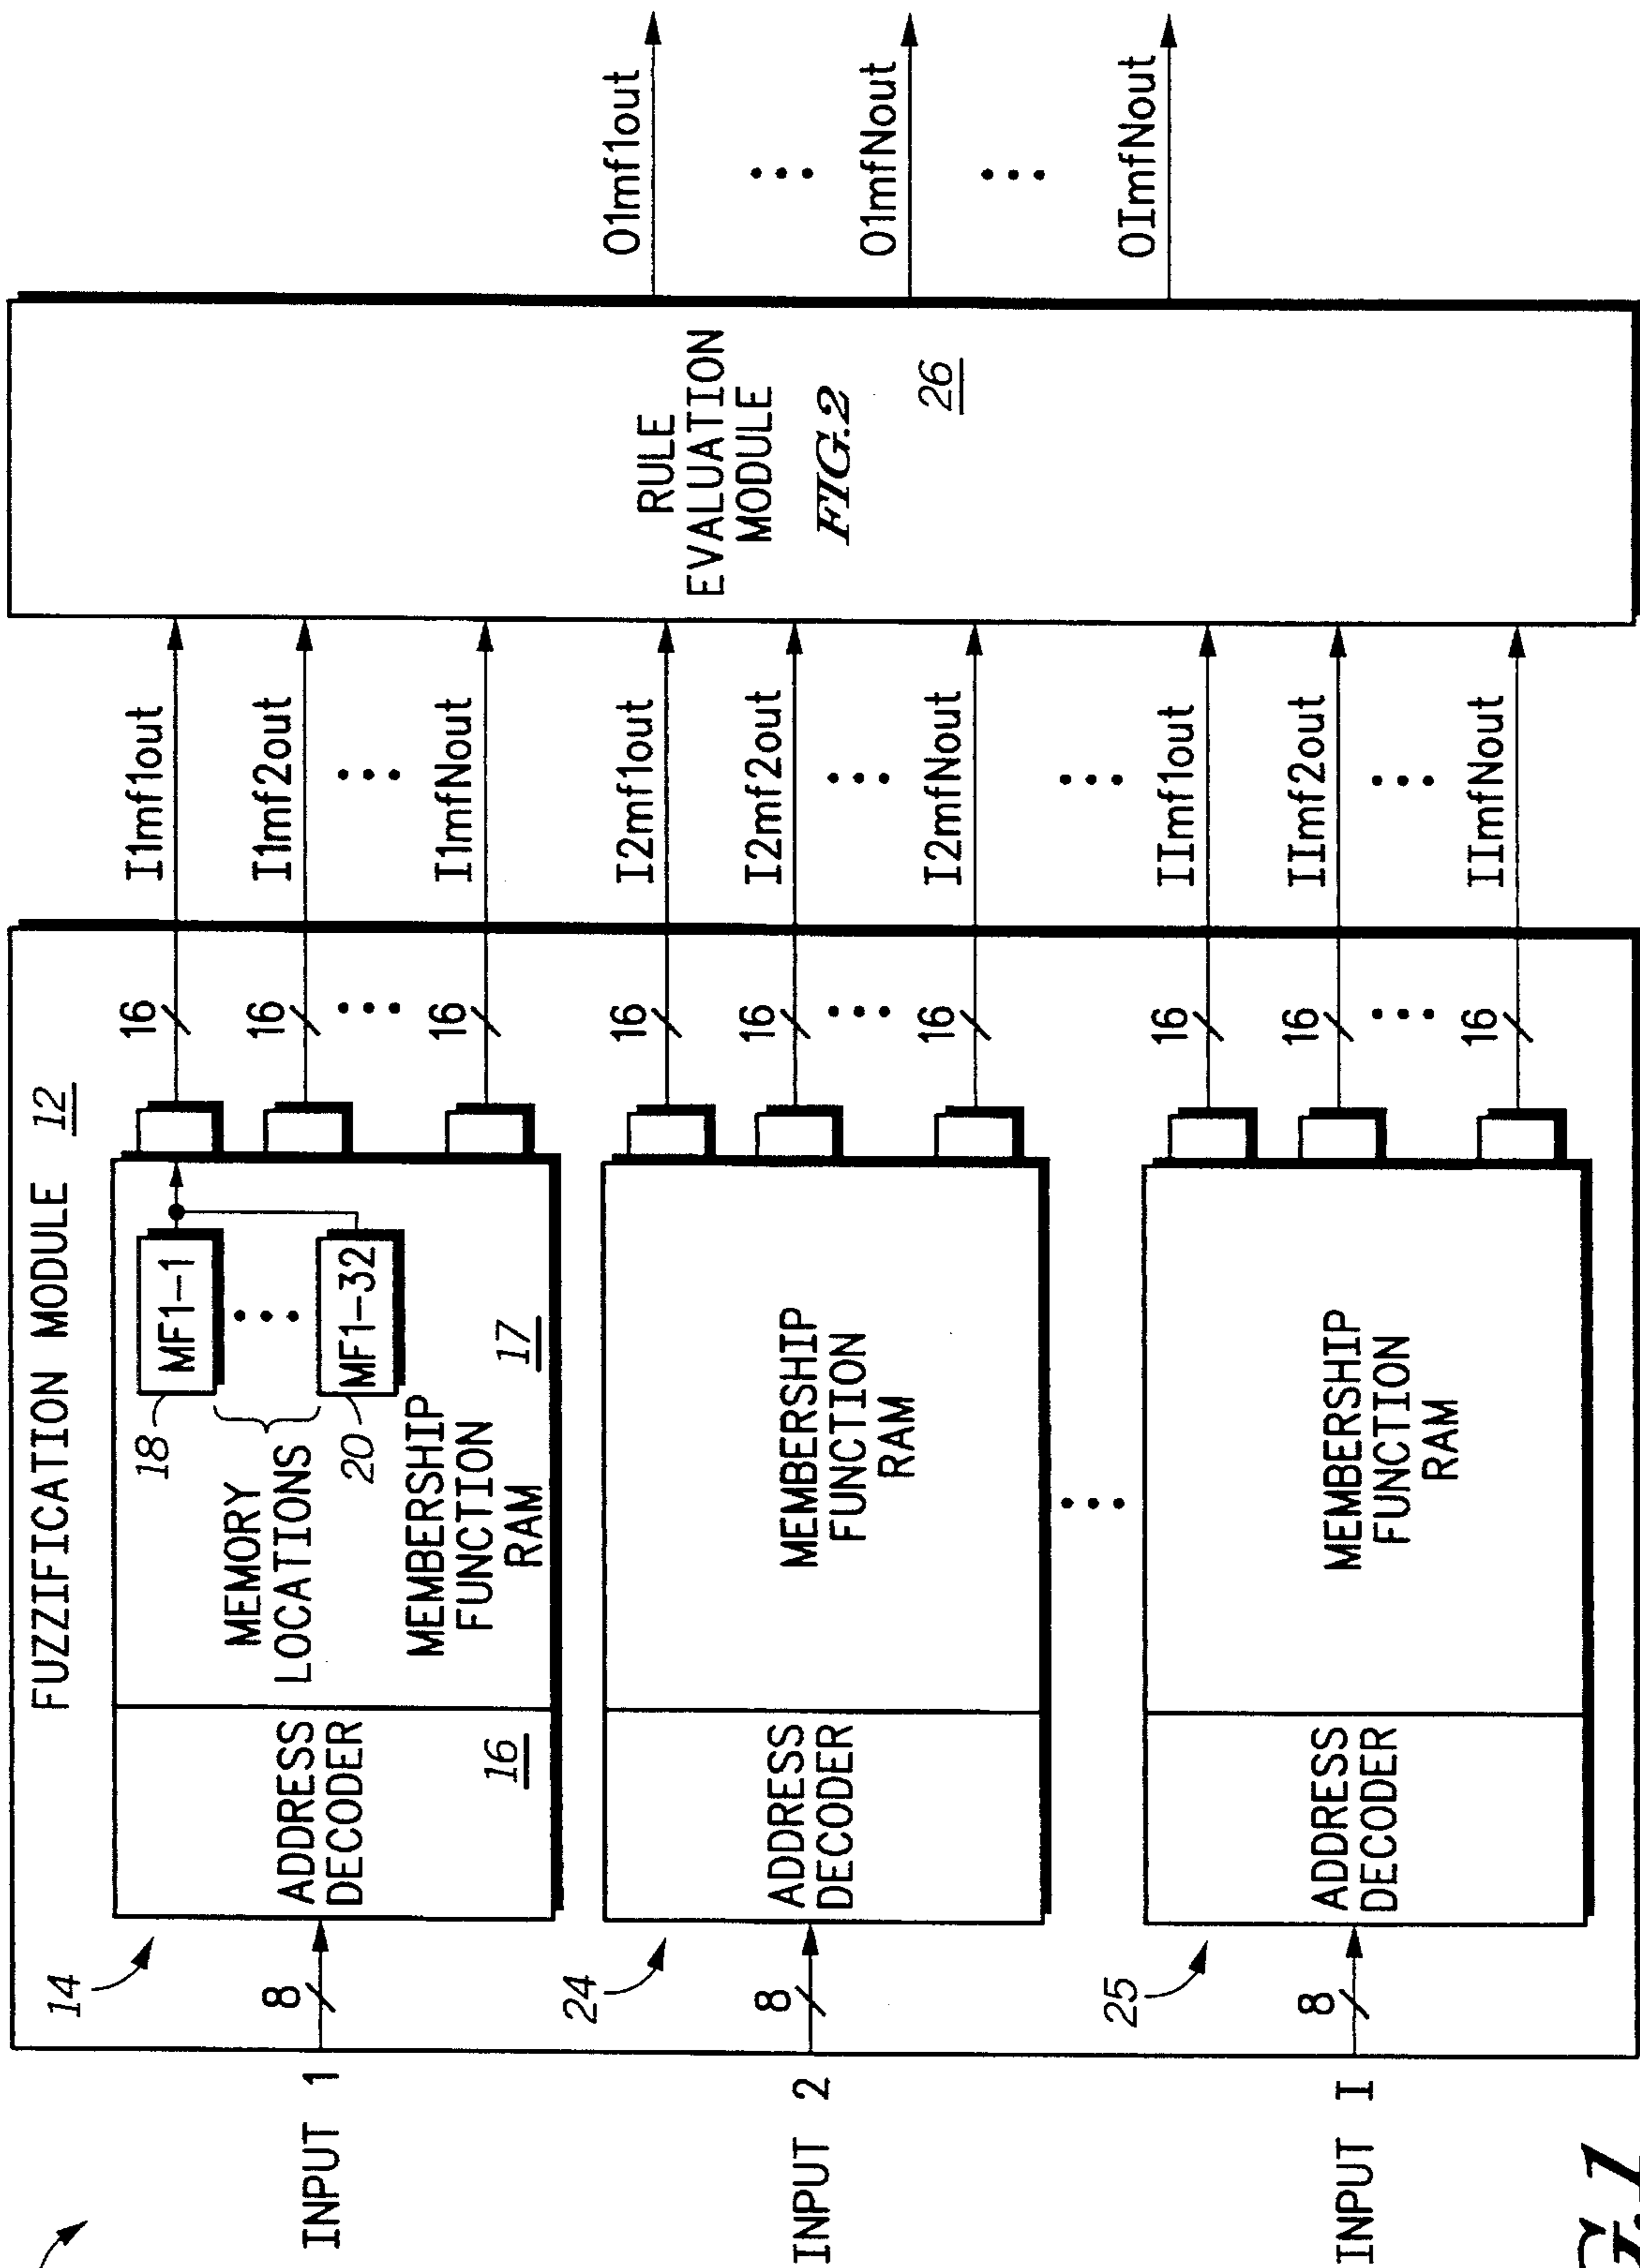 FUZZIFICATION MODULE 12
14
INPUT 1
8
ADDRESS
DECODER
16
MEMORY
LOCATIONS
18
MF1-1
20
MF1-32
MEMBERSHIP
FUNCTION
RAM
17
16
I1mf1out
16
I1mf2out
16
I1mfNout
24
INPUT 2
8
ADDRESS
DECODER
MEMBERSHIP
FUNCTION
RAM
16
I2mf1out
16
I2mf2out
16
I2mfNout
25
INPUT I
8
ADDRESS
DECODER
MEMBERSHIP
FUNCTION
RAM
16
IImf1out
16
IImf2out
16
IImfNout
RULE
EVALUATION
MODULE
FIG.2
26
O1mf1out
O1mfNout
OImfNout